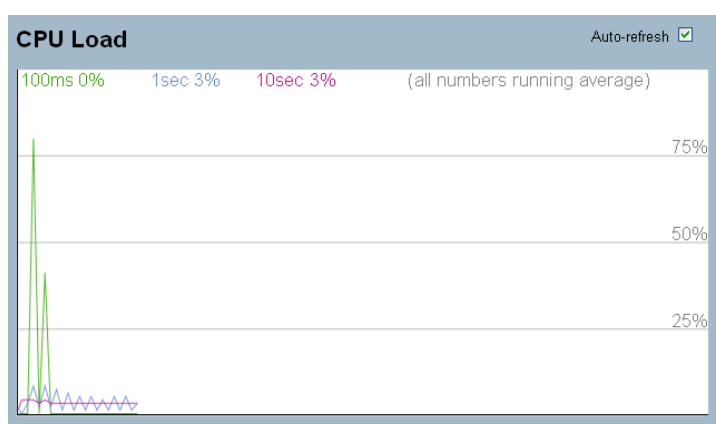 CPU Load Auto-refresh
100ms 0% 1sec 3% 10sec 3% (all numbers running average)
75%
50%
25%